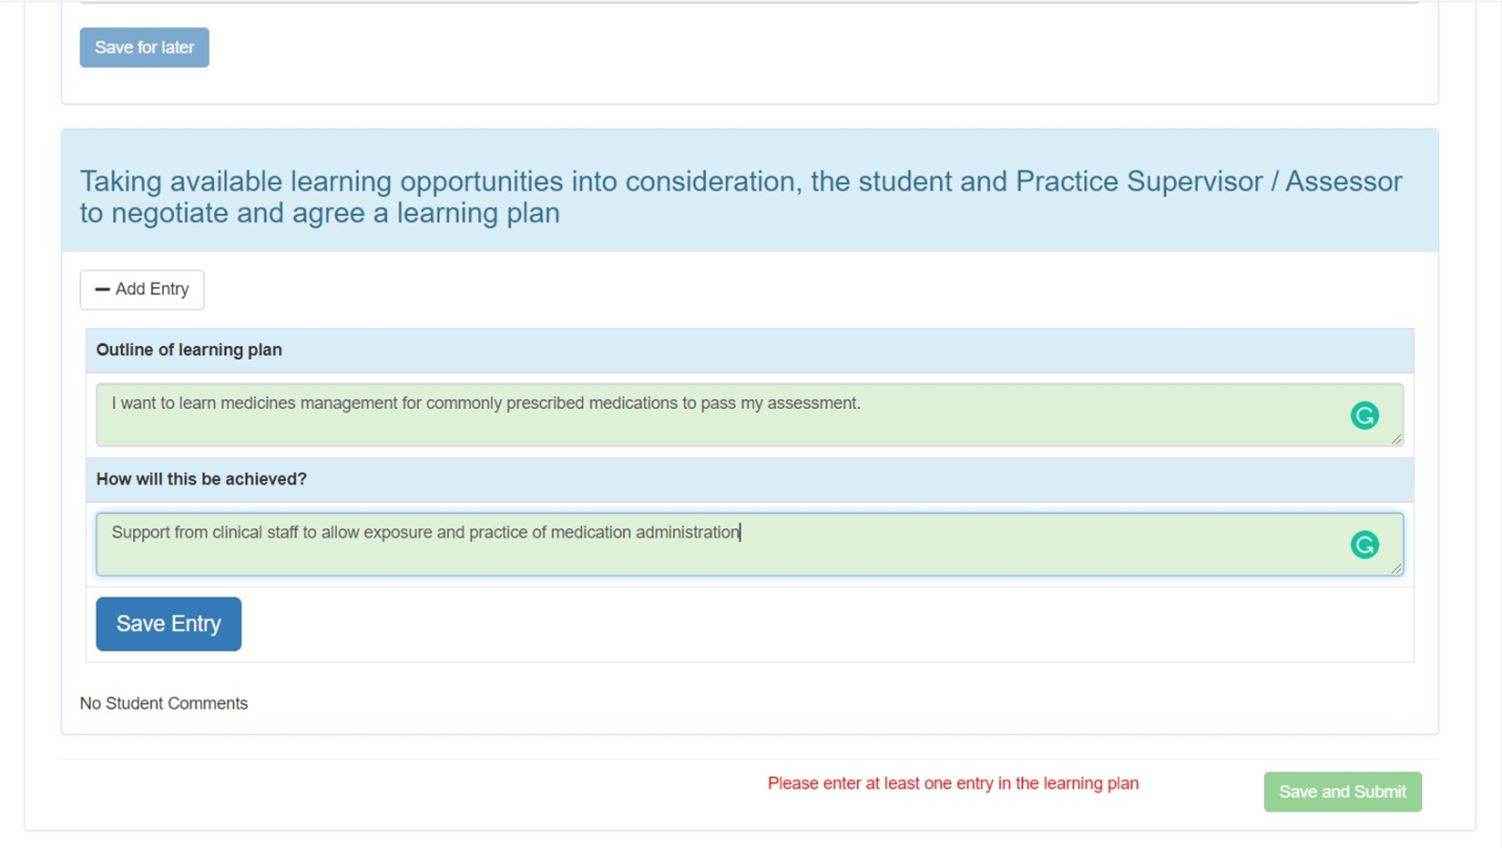 Save for later
Taking available learning opportunities into consideration, the student and Practice Supervisor / Assessor
to negotiate and agree a learning plan
Add Entry
Outline of learning plan
I want to learn medicines management for commonly prescribed medications to pass my assessment.
How will this be achieved?
Support from clinical staff to allow exposure and practice of medication administration
Save Entry
No Student Comments
Please enter at least one entry in the learning plan
Save and Submit